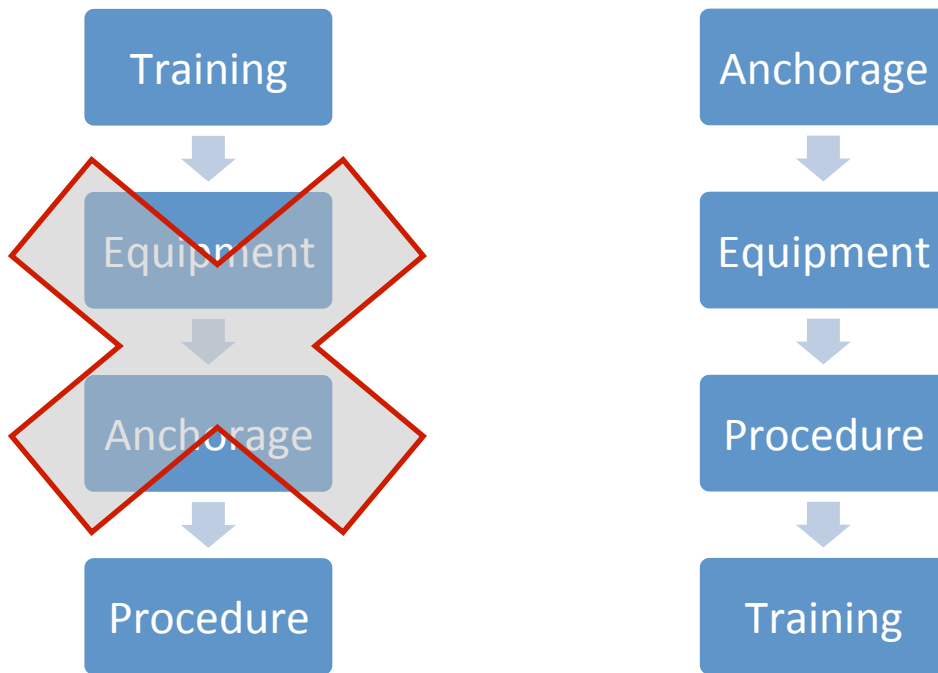 Training
Equipment
Anchorage
Procedure
Anchorage
Equipment
Procedure
Training